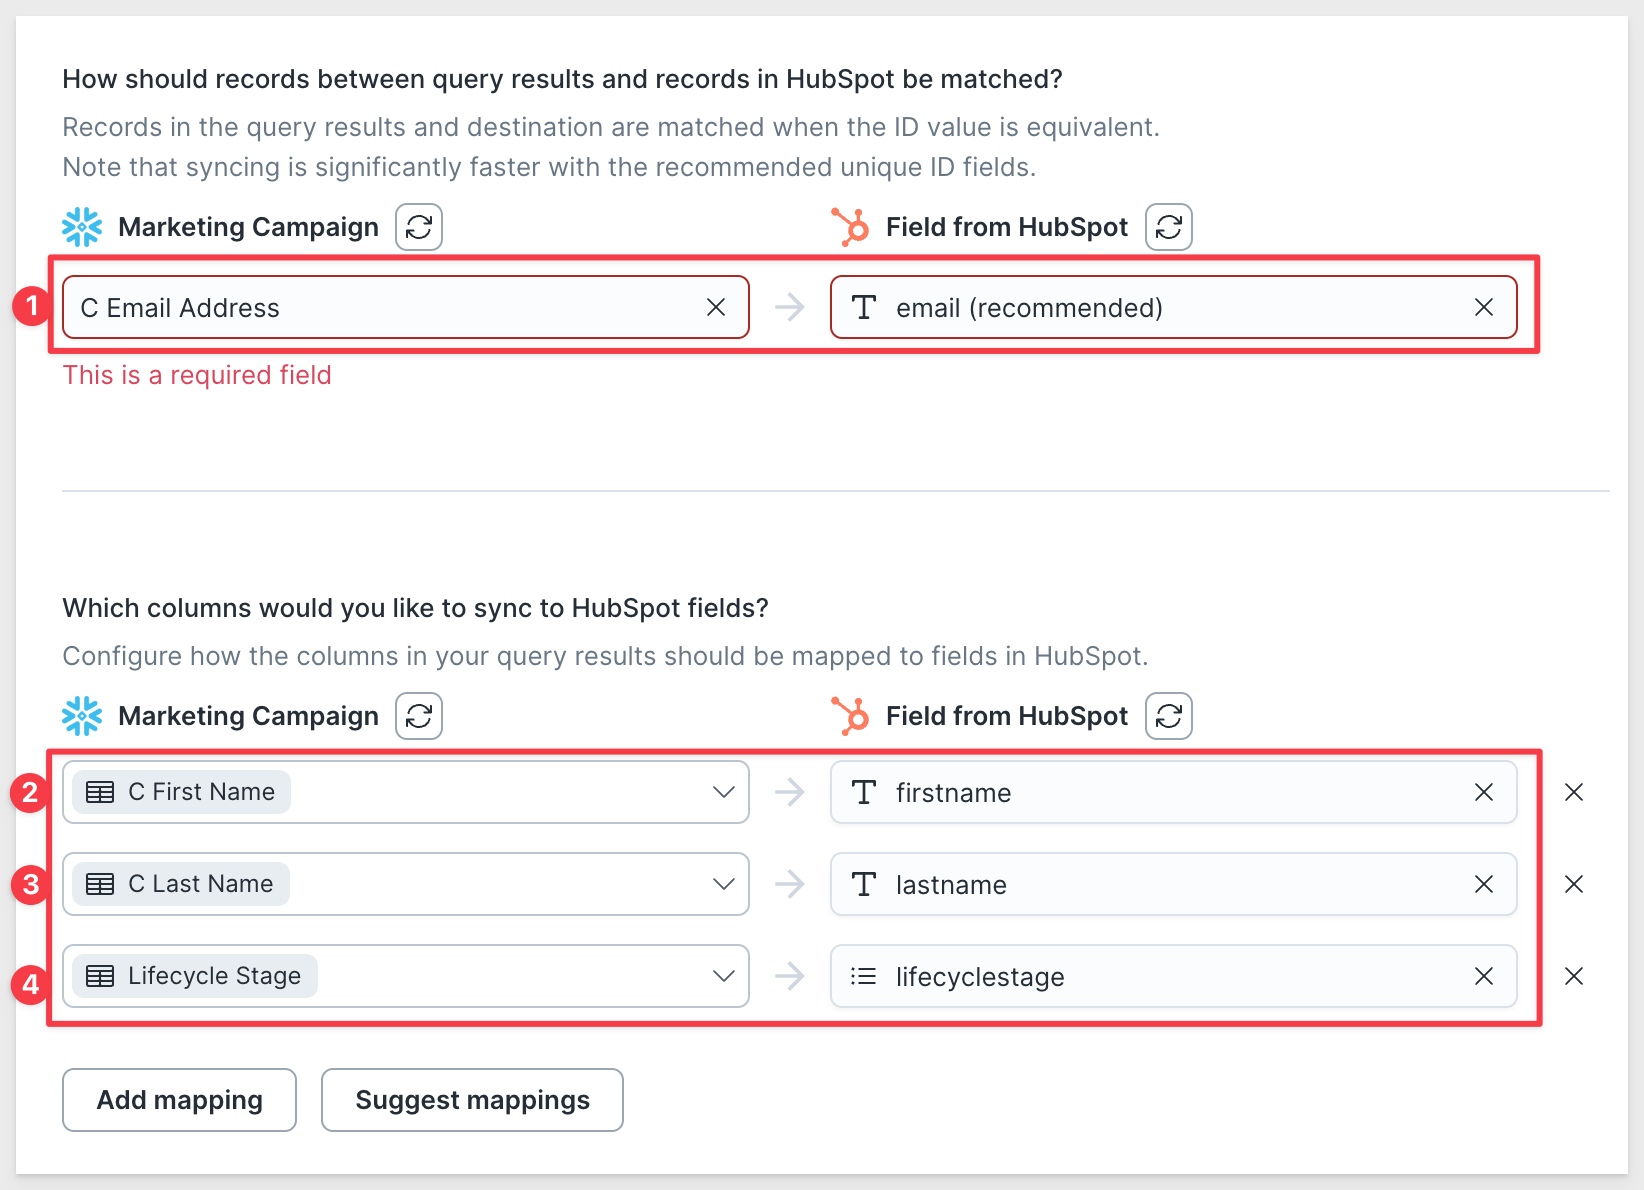 How should records between query results and records in HubSpot be matched?
Records in the query results and destination are matched when the ID value is equivalent.
Note that syncing is significantly faster with the recommended unique ID fields.
Marketing Campaign
Field from HubSpot
1
C Email Address
email (recommended)
This is a required field
Which columns would you like to sync to HubSpot fields?
Configure how the columns in your query results should be mapped to fields in HubSpot.
Marketing Campaign
Field from HubSpot
2
C First Name
firstname
3
C Last Name
lastname
4
Lifecycle Stage
lifecyclestage
Add mapping
Suggest mappings